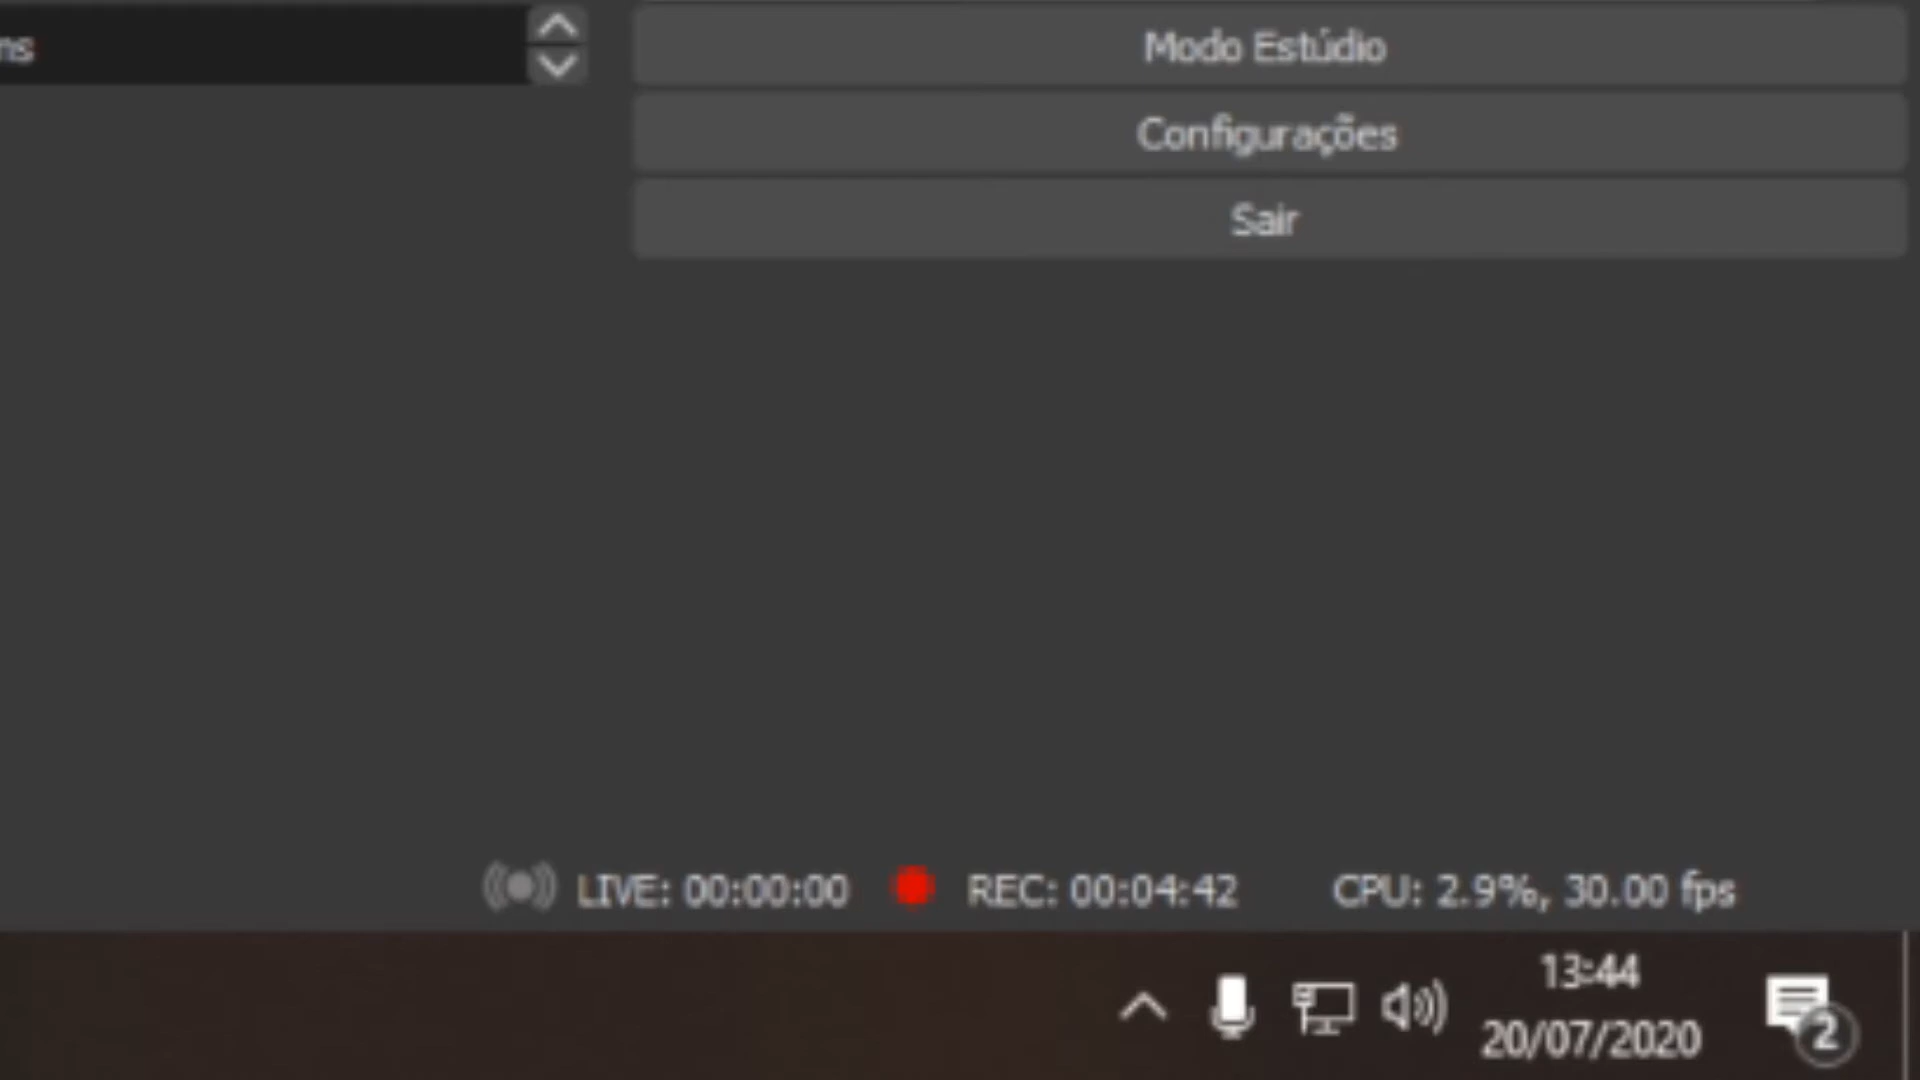 ns
Modo Estúdio
Configurações
Sair
LIVE: 00:00:00 REC: 00:04:42 CPU: 2.9%, 30.00 fps
13:44
20/07/2020
2